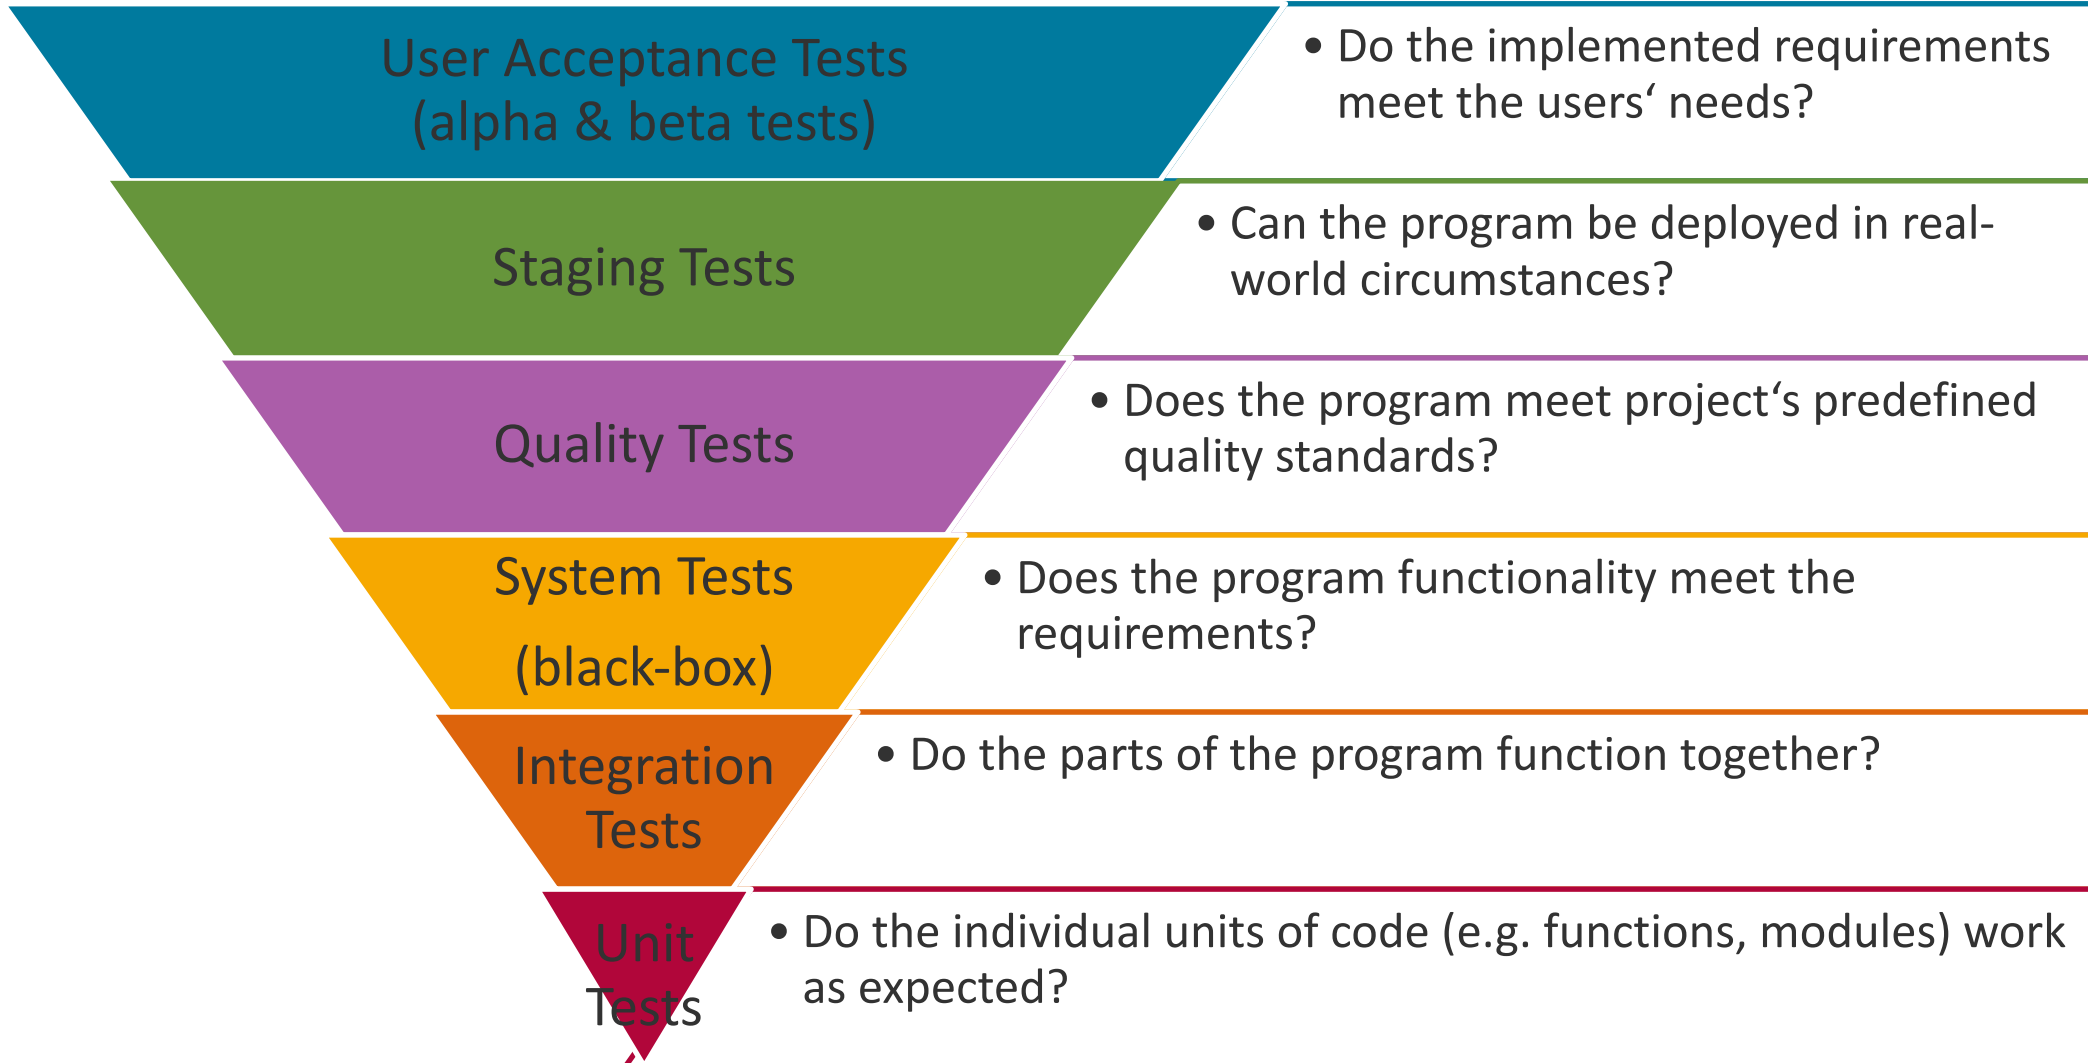 User Acceptance Tests
(alpha & beta tests)
• Do the implemented requirements
meet the users‘ needs?
Staging Tests
• Can the program be deployed in real-
world circumstances?
Quality Tests
• Does the program meet project‘s predefined
quality standards?
System Tests
(black-box)
• Does the program functionality meet the
requirements?
Integration
Tests
• Do the parts of the program function together?
Unit
Tests
• Do the individual units of code (e.g. functions, modules) work
as expected?